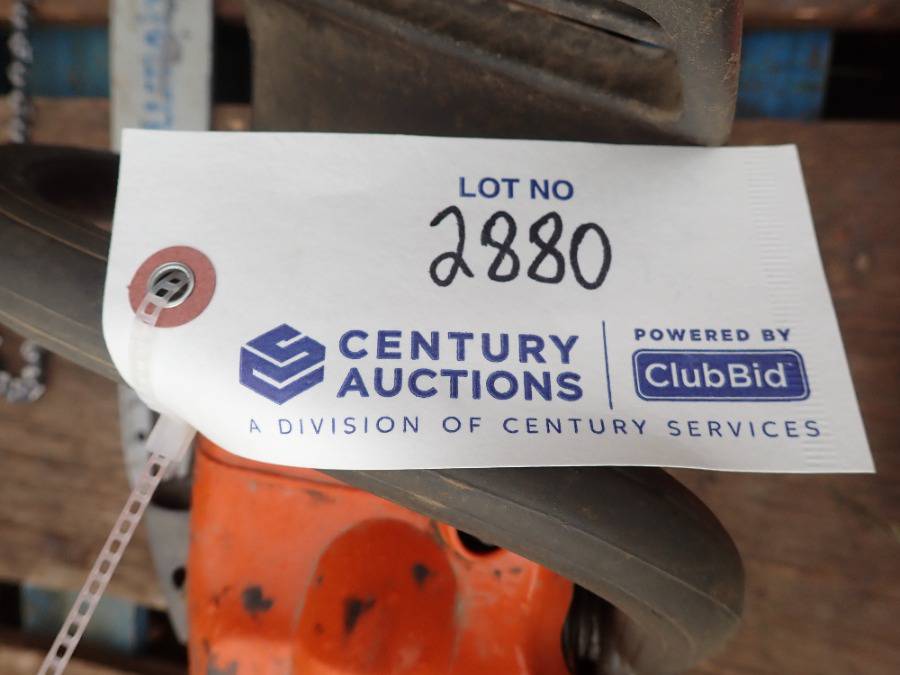 LOT NO
2880
CENTURY
AUCTIONS
POWERED BY
ClubBid
A DIVISION OF CENTURY SERVICES